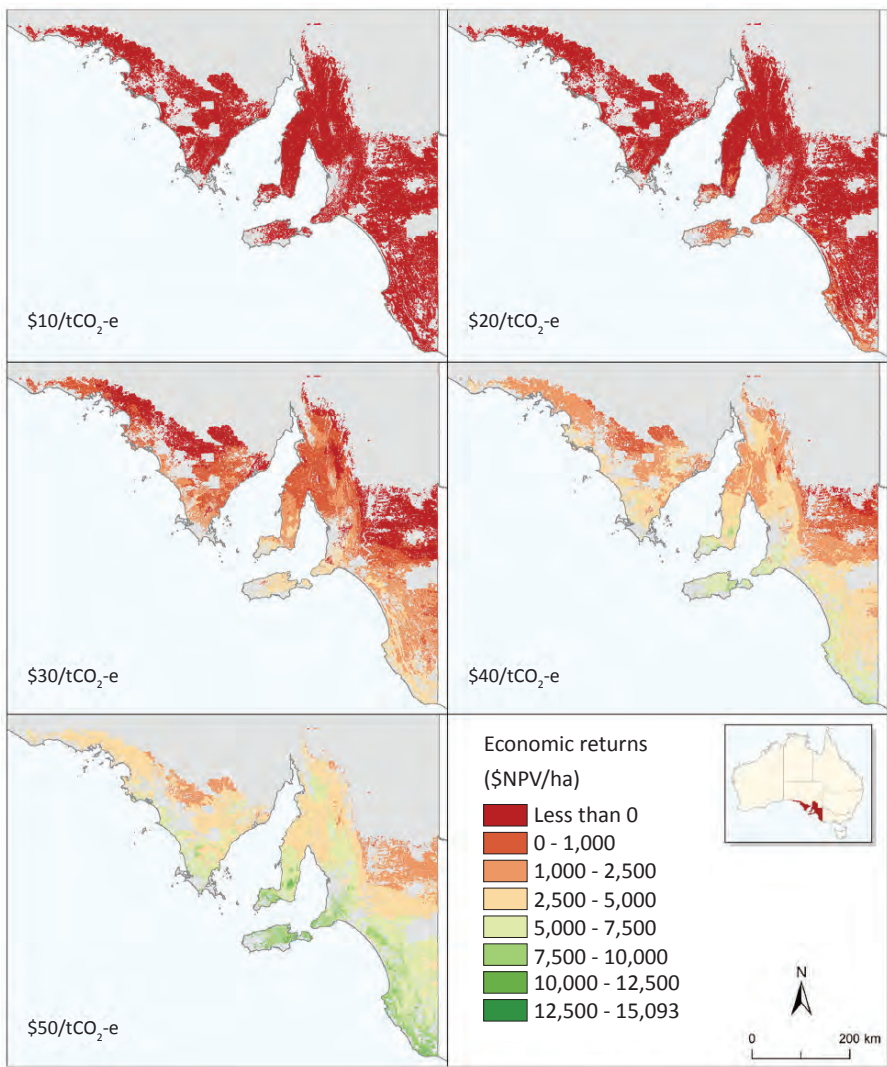 $10/tCO₂-e
$20/tCO₂-e
$30/tCO₂-e
$40/tCO₂-e
$50/tCO₂-e
Economic returns
($NPV/ha)
Less than 0
0 - 1,000
1,000 - 2,500
2,500 - 5,000
5,000 - 7,500
7,500 - 10,000
10,000 - 12,500
12,500 - 15,093
N
0 200 km